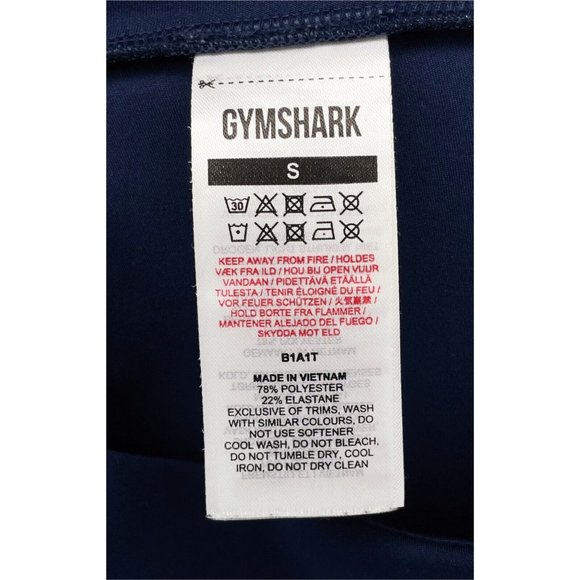 GYMSHARK
S
30
KEEP AWAY FROM FIRE / HOLDES
VÆK FRA ILD / HOU BIJ OPEN VUUR
VANDAAN / PIDETTÄVÄ ETÄÄLLÄ
TULESTA / TENIR ÉLOIGNÉ DU FEU /
VOR FEUER SCHÜTZEN / 火気厳禁 /
HOLD BORTE FRA FLAMMER /
MANTENER ALEJADO DEL FUEGO /
SKYDDA MOT ELD
B1A1T
MADE IN VIETNAM
78% POLYESTER
22% ELASTANE
EXCLUSIVE OF TRIMS, WASH
WITH SIMILAR COLOURS, DO
NOT USE SOFTENER
COOL WASH, DO NOT BLEACH,
DO NOT TUMBLE DRY, COOL
IRON, DO NOT DRY CLEAN